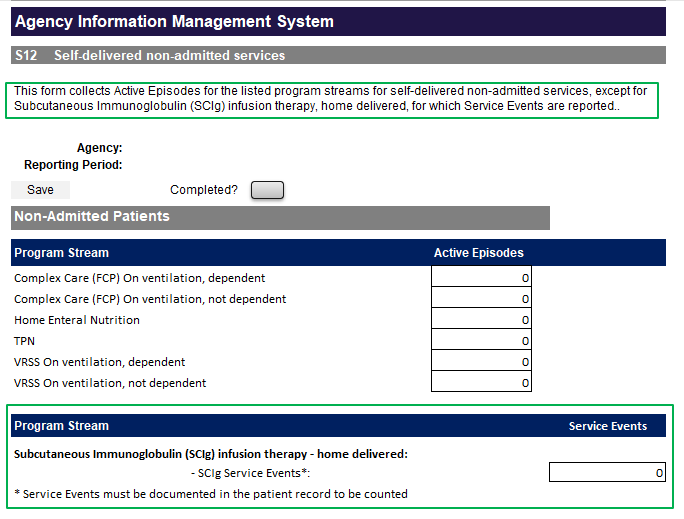 Agency Information Management System
S12 Self-delivered non-admitted services
This form collects Active Episodes for the listed program streams for self-delivered non-admitted services, except for
Subcutaneous Immunoglobulin (SCIg) infusion therapy, home delivered, for which Service Events are reported..
Agency:
Reporting Period:
Save Completed?
Non-Admitted Patients
Program Stream Active Episodes
Complex Care (FCP) On ventilation, dependent 0
Complex Care (FCP) On ventilation, not dependent 0
Home Enteral Nutrition 0
TPN 0
VRSS On ventilation, dependent 0
VRSS On ventilation, not dependent 0
Program Stream Service Events
Subcutaneous Immunoglobulin (SCIg) infusion therapy - home delivered:
- SCIg Service Events*: 0
* Service Events must be documented in the patient record to be counted